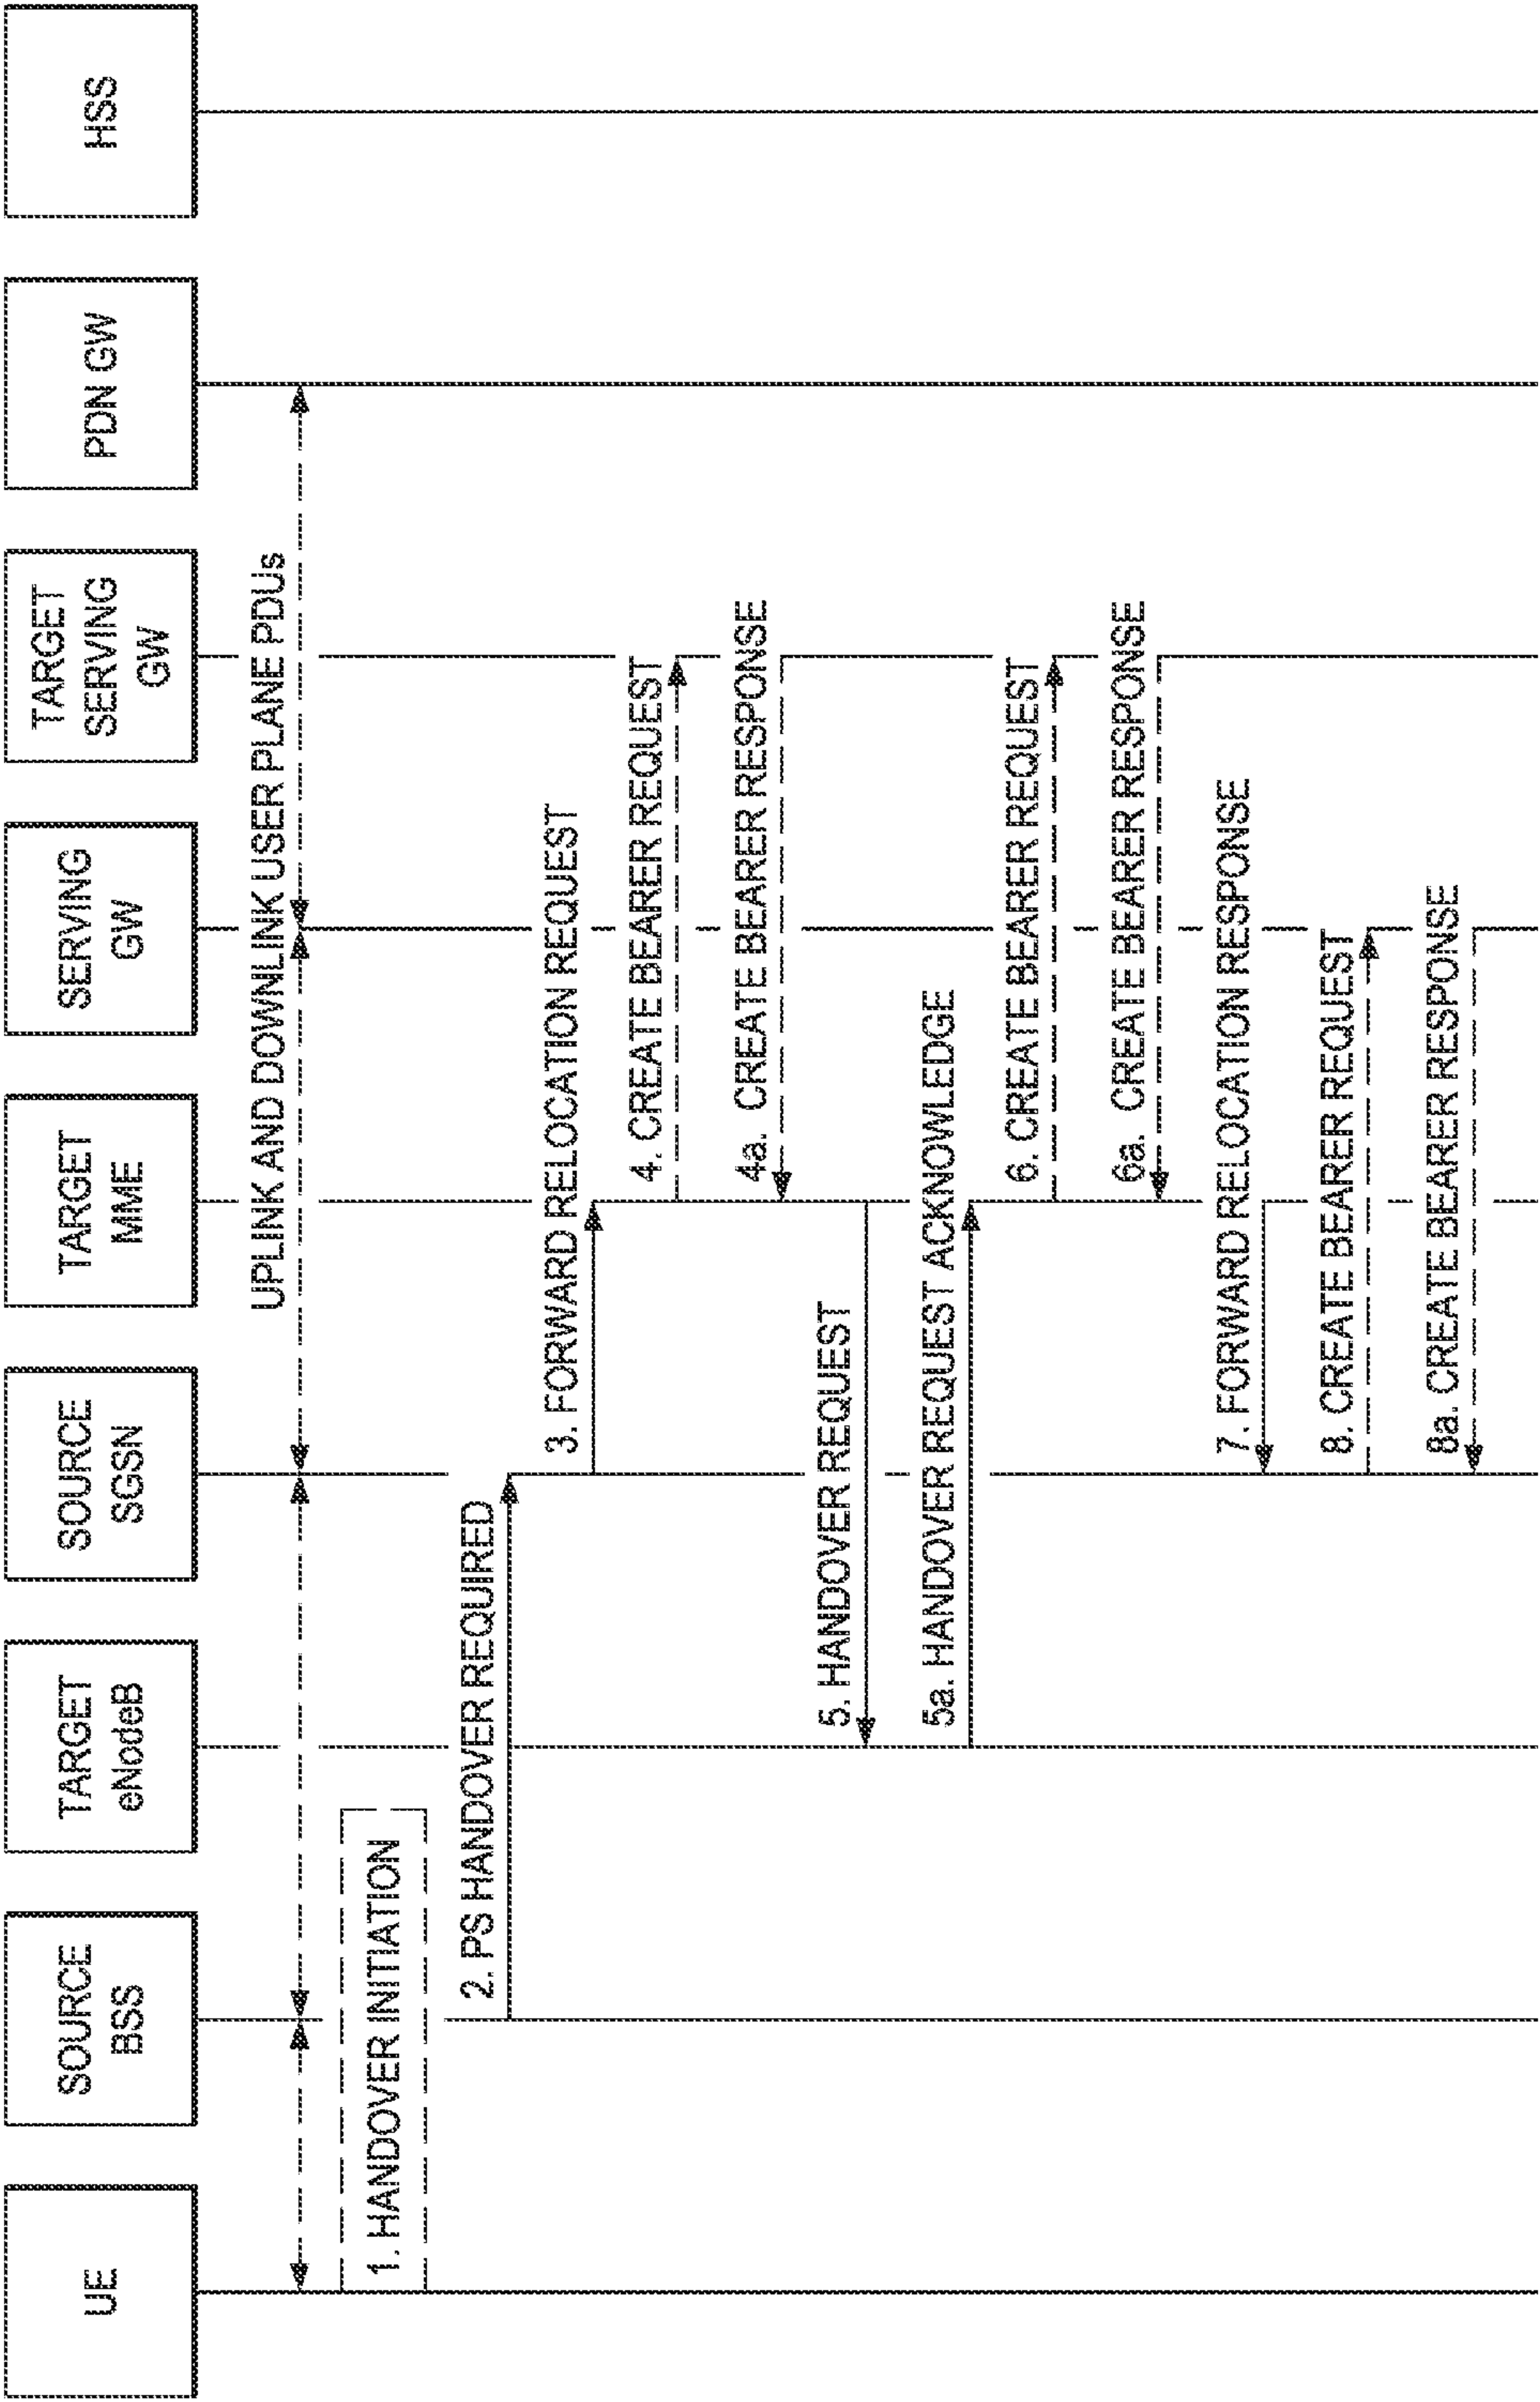 UE
SOURCE
BSS
TARGET
eNodeB
SOURCE
SGSN
TARGET
MME
SERVING
GW
TARGET
SERVING
GW
PDN GW
HSS
UPLINK AND DOWNLINK USER PLANE PDUs
1. HANDOVER INITIATION
2. PS HANDOVER REQUIRED
3. FORWARD RELOCATION REQUEST
4. CREATE BEARER REQUEST
4a. CREATE BEARER RESPONSE
5. HANDOVER REQUEST
5a. HANDOVER REQUEST ACKNOWLEDGE
6. CREATE BEARER REQUEST
6a. CREATE BEARER RESPONSE
7. FORWARD RELOCATION RESPONSE
8. CREATE BEARER REQUEST
8a. CREATE BEARER RESPONSE